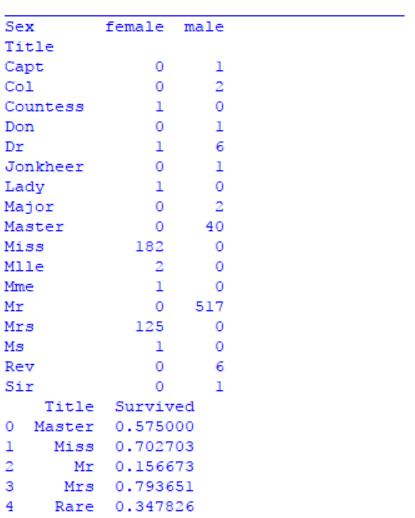 Sex female male
Title
Capt 0 1
Col 0 2
Countess 1 0
Don 0 1
Dr 1 6
Jonkheer 0 1
Lady 1 0
Major 0 2
Master 0 40
Miss 182 0
Mlle 2 0
Mme 1 0
Mr 0 517
Mrs 125 0
Ms 1 0
Rev 0 6
Sir 0 1
Title Survived
0 Master 0.575000
1 Miss 0.702703
2 Mr 0.156673
3 Mrs 0.793651
4 Rare 0.347826